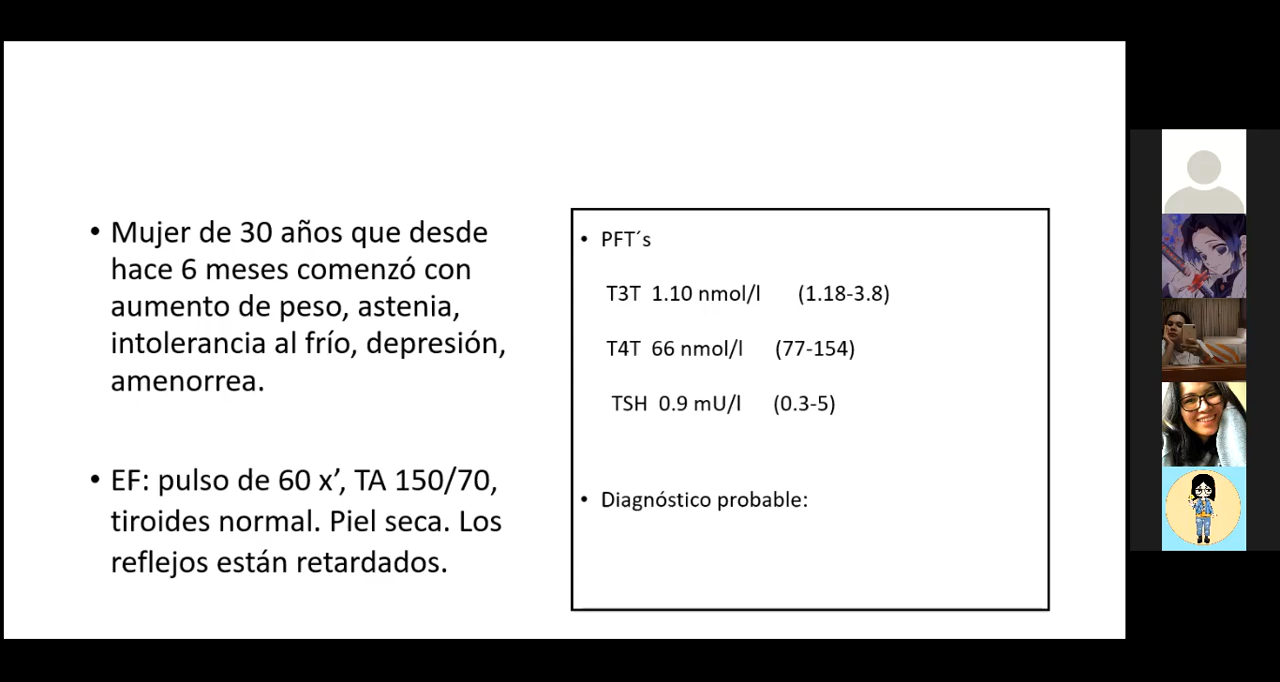 • Mujer de 30 años que desde
hace 6 meses comenzó con
aumento de peso, astenia,
intolerancia al frío, depresión,
amenorrea.
• EF: pulso de 60 x’, TA 150/70,
tiroides normal. Piel seca. Los
reflejos están retardados.
• PFT´s
T3T 1.10 nmol/l (1.18-3.8)
T4T 66 nmol/l (77-154)
TSH 0.9 mU/l (0.3-5)
• Diagnóstico probable: